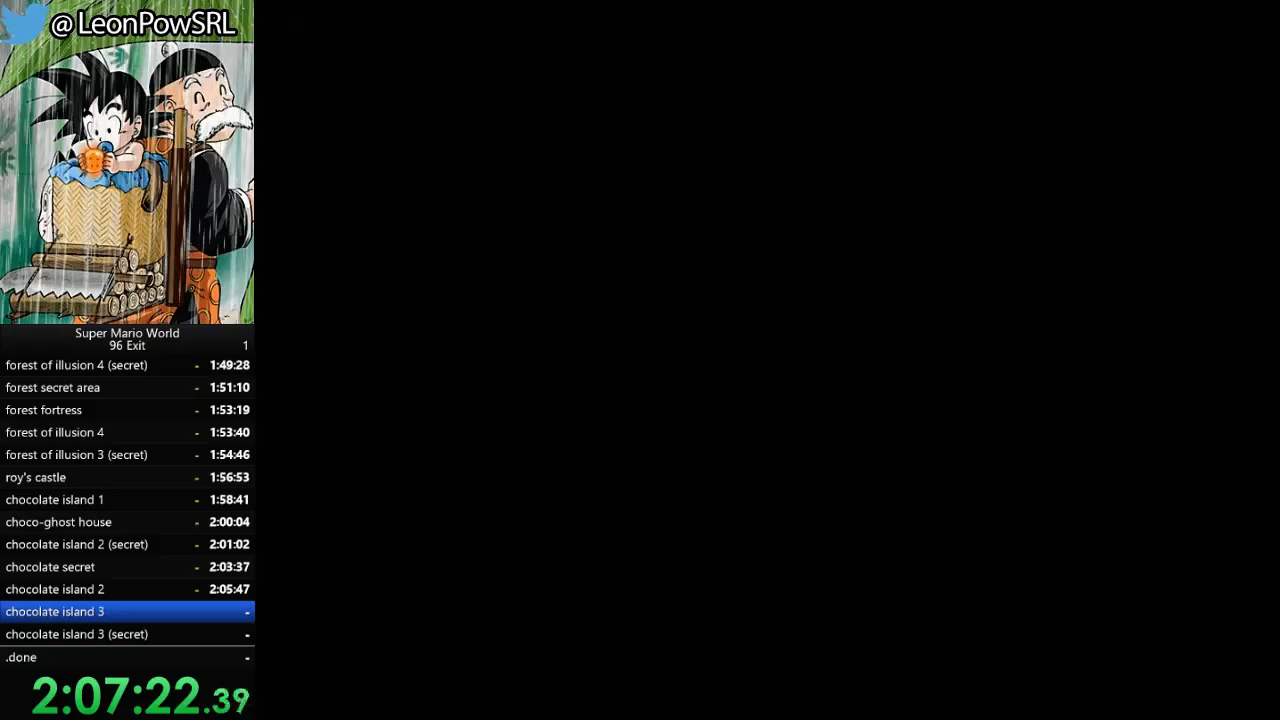 @LeonPowSRL
Super Mario World
96 Exit 1
forest of illusion 4 (secret) - 1:49:28
forest secret area - 1:51:10
forest fortress - 1:53:19
forest of illusion 4 - 1:53:40
forest of illusion 3 (secret) - 1:54:46
roy's castle - 1:56:53
chocolate island 1 - 1:58:41
choco-ghost house - 2:00:04
chocolate island 2 (secret) - 2:01:02
chocolate secret - 2:03:37
chocolate island 2 - 2:05:47
chocolate island 3 -
chocolate island 3 (secret) -
.done -
2:07:22.39